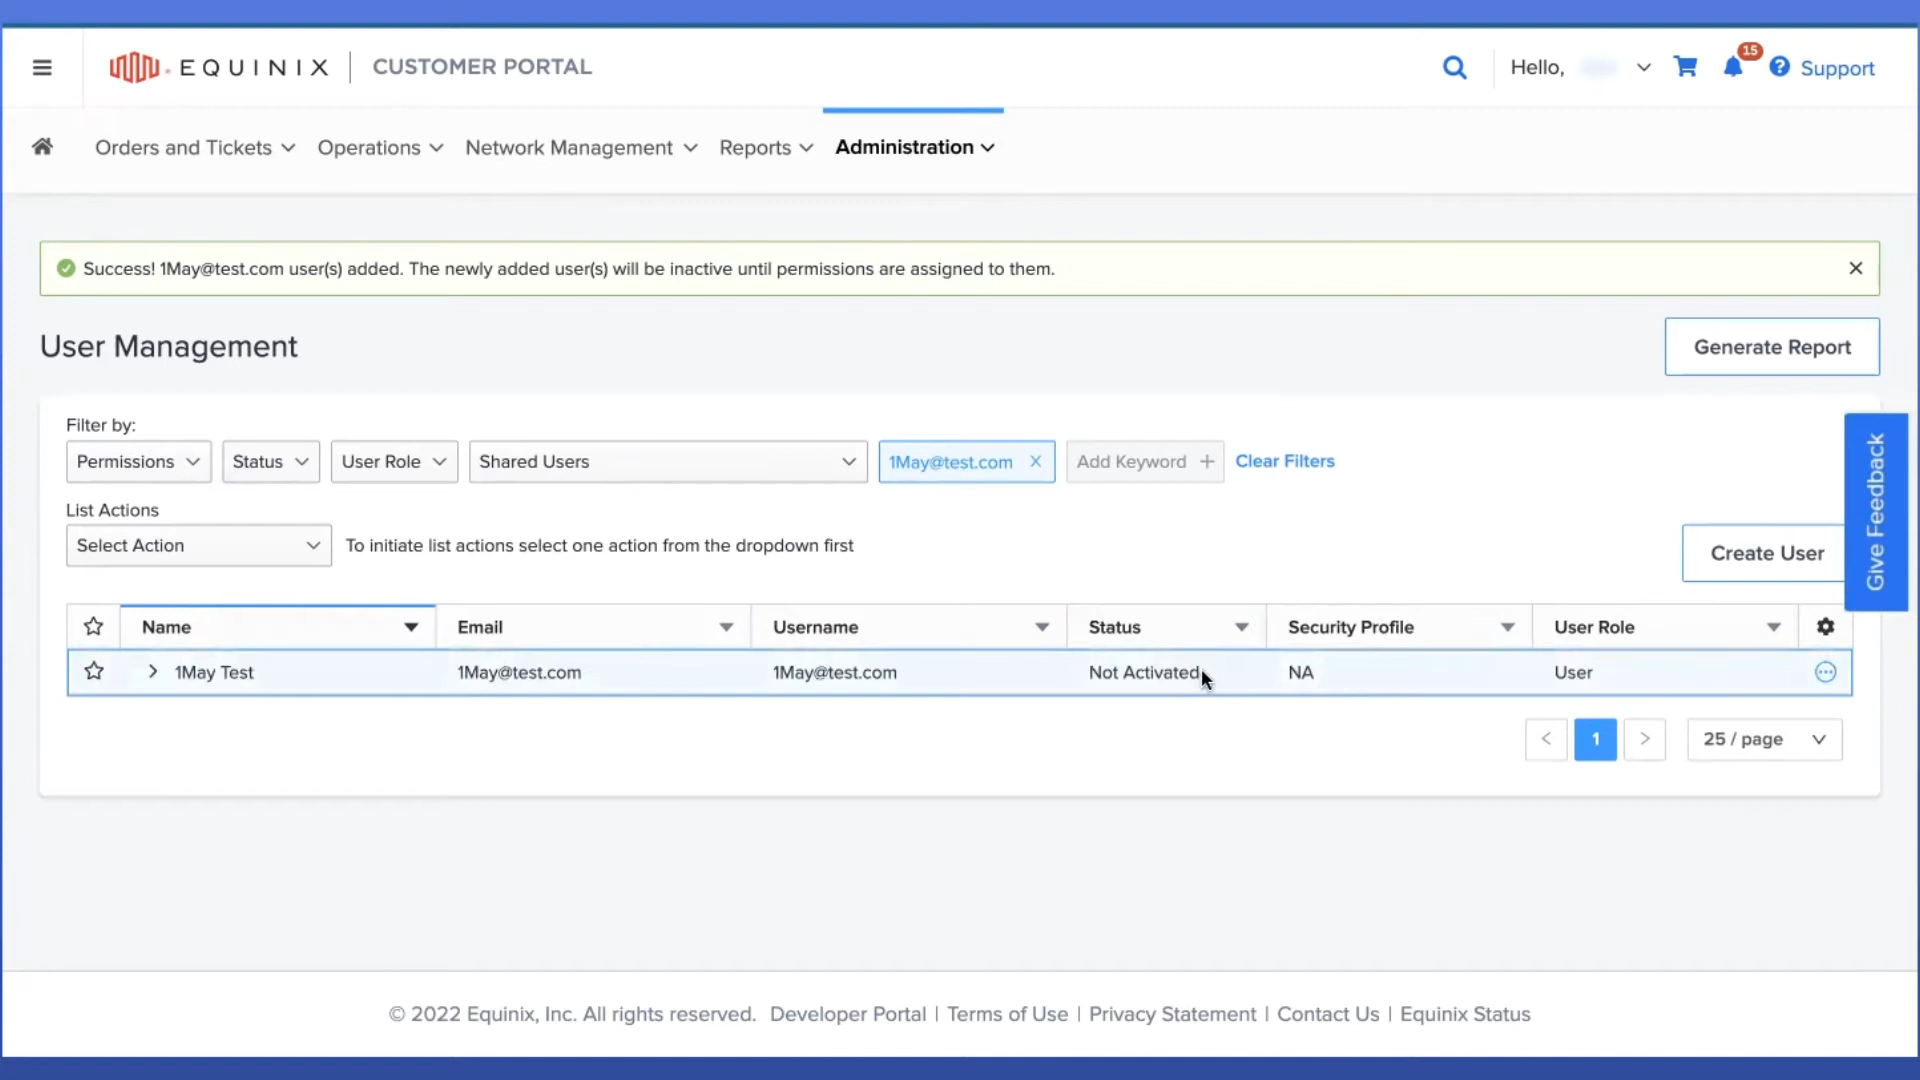 EQUINIX | CUSTOMER PORTAL
Hello,
15
Support
Orders and Tickets
Operations
Network Management
Reports
Administration
Success! 1May@test.com user(s) added. The newly added user(s) will be inactive until permissions are assigned to them.
User Management
Generate Report
Filter by:
Permissions
Status
User Role
Shared Users
1May@test.com
Add Keyword +
Clear Filters
List Actions
Select Action
To initiate list actions select one action from the dropdown first
Create User
Give Feedback
Name
Email
Username
Status
Security Profile
User Role
1May Test
1May@test.com
1May@test.com
Not Activated
NA
User
<
1
>
25 / page
© 2022 Equinix, Inc. All rights reserved. Developer Portal | Terms of Use | Privacy Statement | Contact Us | Equinix Status